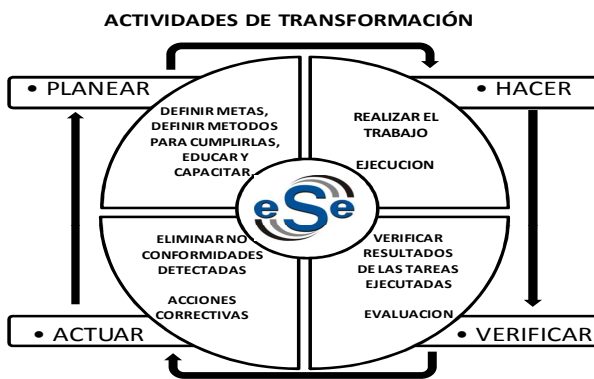 ACTIVIDADES DE TRANSFORMACIÓN
• PLANEAR
• HACER
DEFINIR METAS,
DEFINIR METODOS
PARA CUMPLIRLAS,
EDUCAR Y
CAPACITAR,
REALIZAR EL
TRABAJO
EJECUCION
eSe
ELIMINAR NO
CONFORMIDADES
DETECTADAS
ACCIONES
CORRECTIVAS
VERIFICAR
RESULTADOS
DE LAS TAREAS
EJECUTADAS
EVALUACION
• ACTUAR
• VERIFICAR